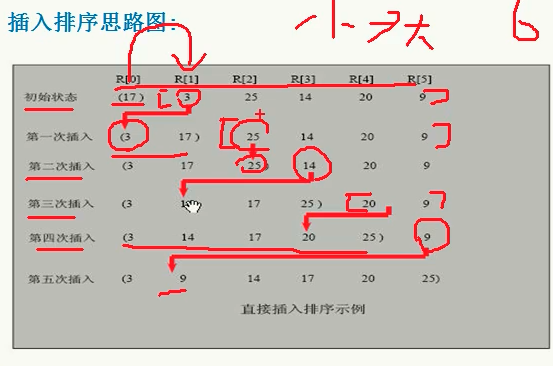 插入排序思路图:
小→大 6
R[0] R[1] R[2] R[3] R[4] R[5]
初始状态 (17) 3 25 14 20 9
第一次插入 (3 17) 25 14 20 9
第二次插入 (3 17 25) 14 20 9
第三次插入 (3 17 25) 20 9
第四次插入 (3 14 17 20 25) 9
第五次插入 (3 9 14 17 20 25)
直接插入排序示例